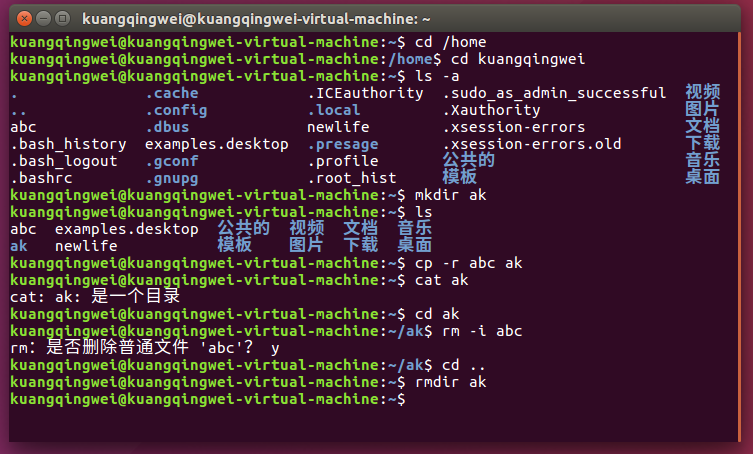 kuangqingwei@kuangqingwei-virtual-machine: ~
kuangqingwei@kuangqingwei-virtual-machine:~$ cd /home
kuangqingwei@kuangqingwei-virtual-machine:/home$ cd kuangqingwei
kuangqingwei@kuangqingwei-virtual-machine:~$ ls -a
. .cache .ICEauthority .sudo_as_admin_successful 视频
.. .config .local .Xauthority 图片
abc .dbus newlife .xsession-errors 文档
.bash_history examples.desktop .presage .xsession-errors.old 下载
.bash_logout .gconf .profile 公共的 音乐
.bashrc .gnupg .root_hist 模板 桌面
kuangqingwei@kuangqingwei-virtual-machine:~$ mkdir ak
kuangqingwei@kuangqingwei-virtual-machine:~$ ls
abc examples.desktop 公共的 视频 文档 音乐
ak newlife 模板 图片 下载 桌面
kuangqingwei@kuangqingwei-virtual-machine:~$ cp -r abc ak
kuangqingwei@kuangqingwei-virtual-machine:~$ cat ak
cat: ak: 是一个目录
kuangqingwei@kuangqingwei-virtual-machine:~$ cd ak
kuangqingwei@kuangqingwei-virtual-machine:~/ak$ rm -i abc
rm：是否删除普通文件 'abc'？ y
kuangqingwei@kuangqingwei-virtual-machine:~/ak$ cd ..
kuangqingwei@kuangqingwei-virtual-machine:~$ rmdir ak
kuangqingwei@kuangqingwei-virtual-machine:~$